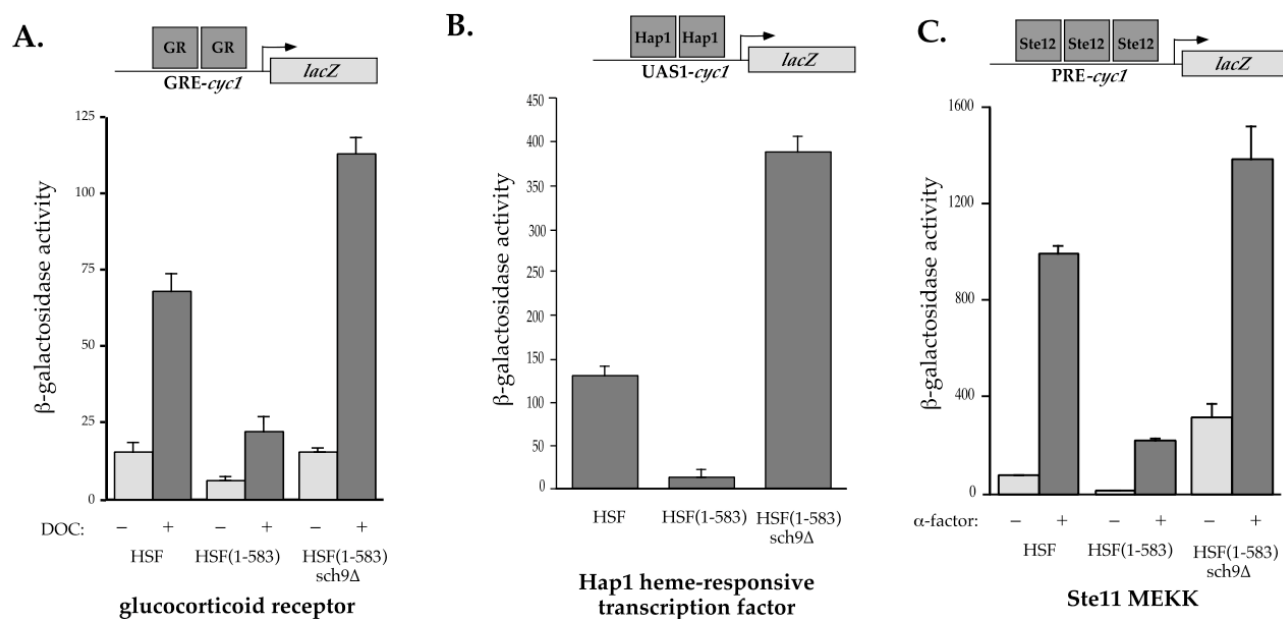 A.
GR GR
GRE-cyc1
lacZ
β-galactosidase activity
125
100
75
50
25
0
DOC: – + – + – +
HSF HSF(1-583) HSF(1-583)
sch9Δ
glucocorticoid receptor
B.
Hap1 Hap1
UAS1-cyc1
lacZ
β-galactosidase activity
450
400
350
300
250
200
150
100
50
0
HSF HSF(1-583) HSF(1-583)
sch9Δ
Hap1 heme-responsive
transcription factor
C.
Ste12 Ste12 Ste12
PRE-cyc1
lacZ
β-galactosidase activity
1600
1200
800
400
0
α-factor: – + – + – +
HSF HSF(1-583) HSF(1-583)
sch9Δ
Ste11 MEKK